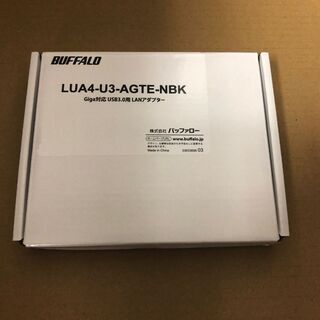 BUFFALO
LUA4-U3-AGTE-NBK
Giga対応 USB3.0用 LANアダプター
株式会社 バッファロー
www.buffalo.jp
Made in China
03